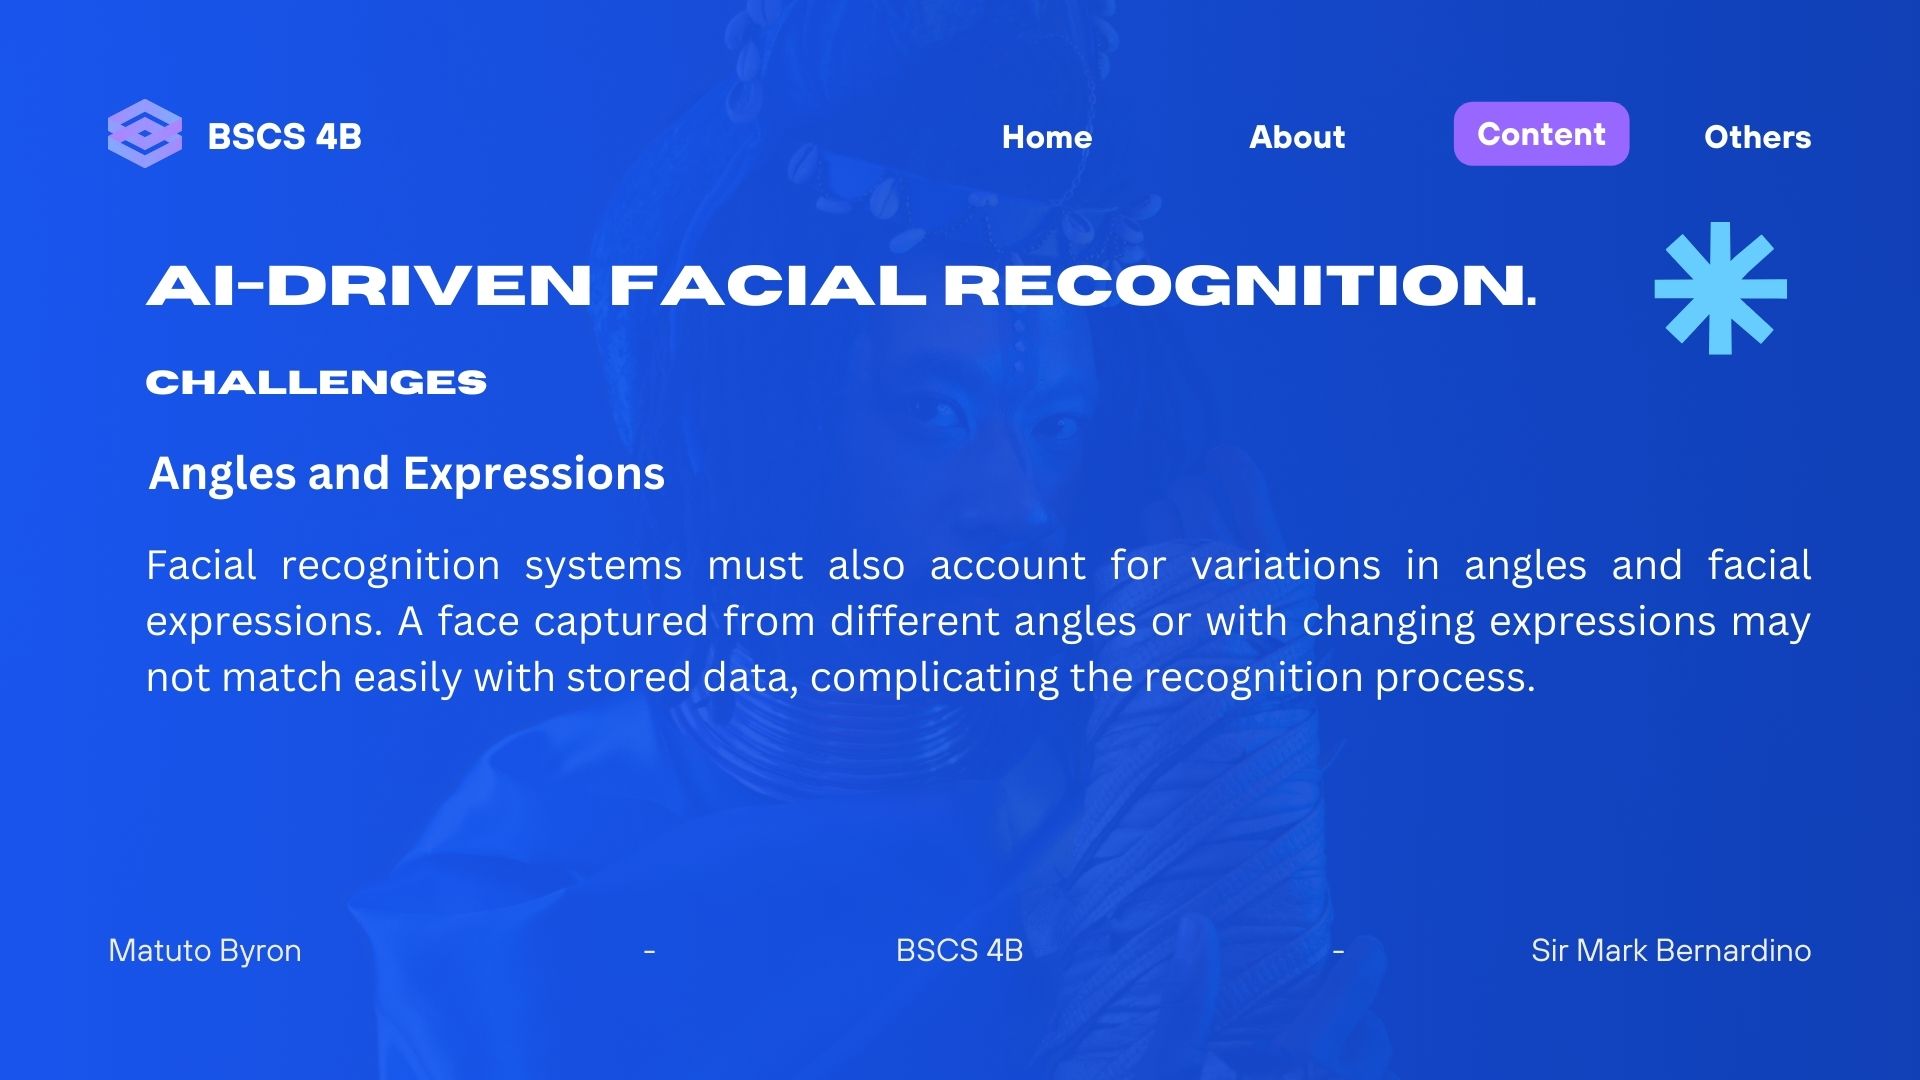 BSCS 4B
Home About Content Others
AI-DRIVEN FACIAL RECOGNITION.
CHALLENGES
Angles and Expressions
Facial recognition systems must also account for variations in angles and facial
expressions. A face captured from different angles or with changing expressions may
not match easily with stored data, complicating the recognition process.
Matuto Byron - BSCS 4B - Sir Mark Bernardino